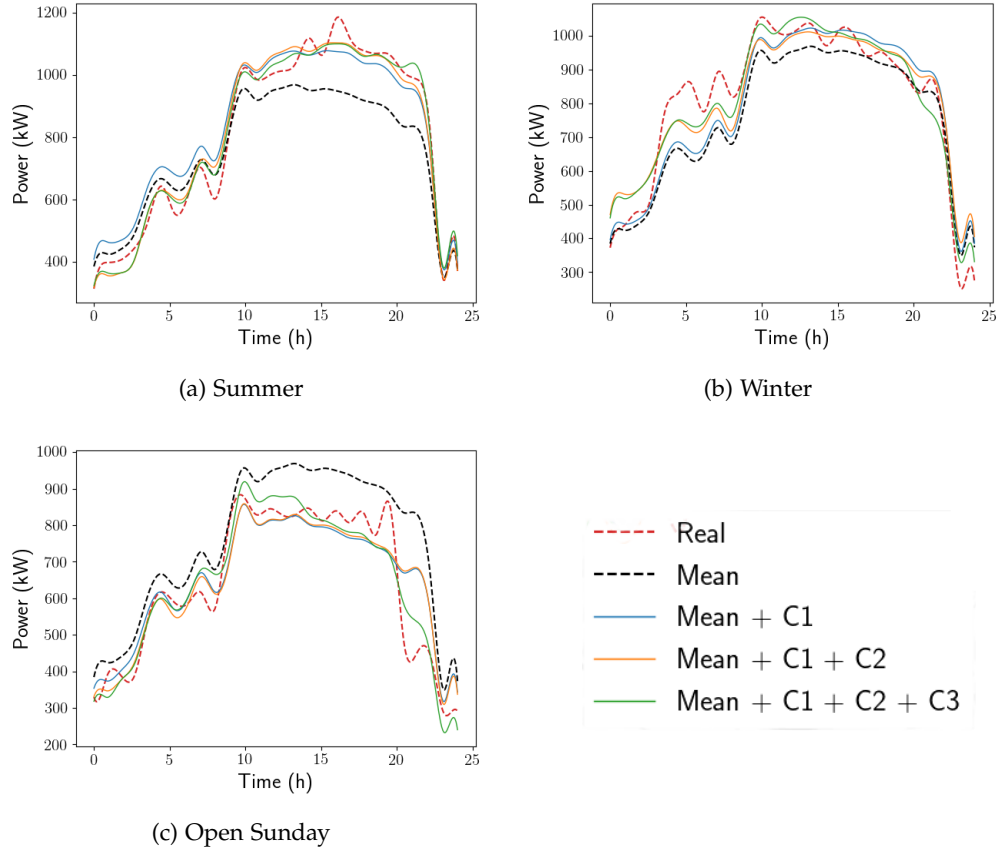 1200
1000
800
600
400
Power (kW)
0 5 10 15 20 25
Time (h)
(a) Summer
1000
900
800
700
600
500
400
300
Power (kW)
0 5 10 15 20 25
Time (h)
(b) Winter
1000
900
800
700
600
500
400
300
200
Power (kW)
0 5 10 15 20 25
Time (h)
(c) Open Sunday
Real
Mean
Mean + C1
Mean + C1 + C2
Mean + C1 + C2 + C3